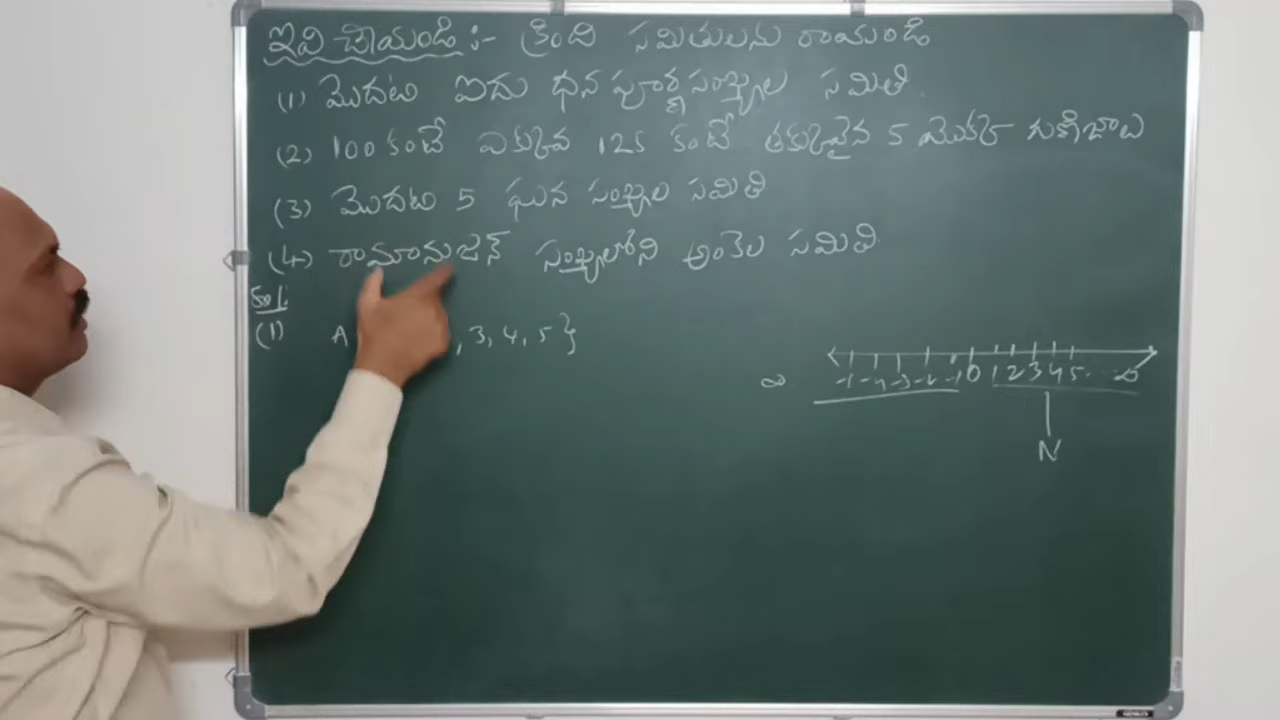 ఇవి చేయండి :- క్రింది సమితులను రాయండి
(1) మొదటి ఐదు ధన పూర్ణ సంఖ్యల సమితి.
(2) 100 కంటే ఎక్కువ 125 కంటే తక్కువైన 5 యొక్క గుణిజాలు
(3) మొదటి 5 ఘన సంఖ్యల సమితి
(4) రామానుజన్ సంఖ్యలోని అంకెల సమితి.
Sol:
(1) A , 3, 4, 5 }
∞ -4 -3 -2 -1 0 1 2 3 4 5 ... ∞
N